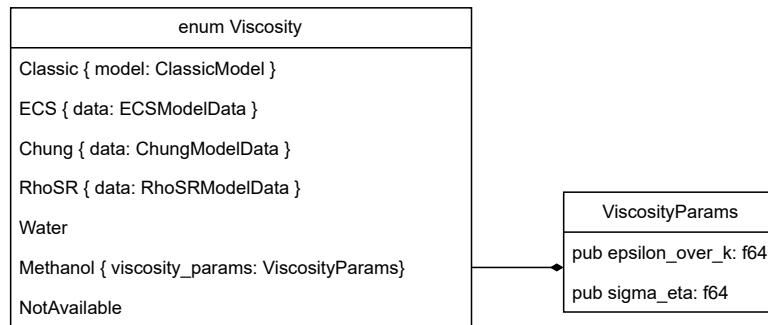 enum Viscosity
Classic { model: ClassicModel }
ECS { data: ECSModelData }
Chung { data: ChungModelData }
RhoSR { data: RhoSRModelData }
Water
Methanol { viscosity_params: ViscosityParams}
NotAvailable
ViscosityParams
pub epsilon_over_k: f64
pub sigma_eta: f64